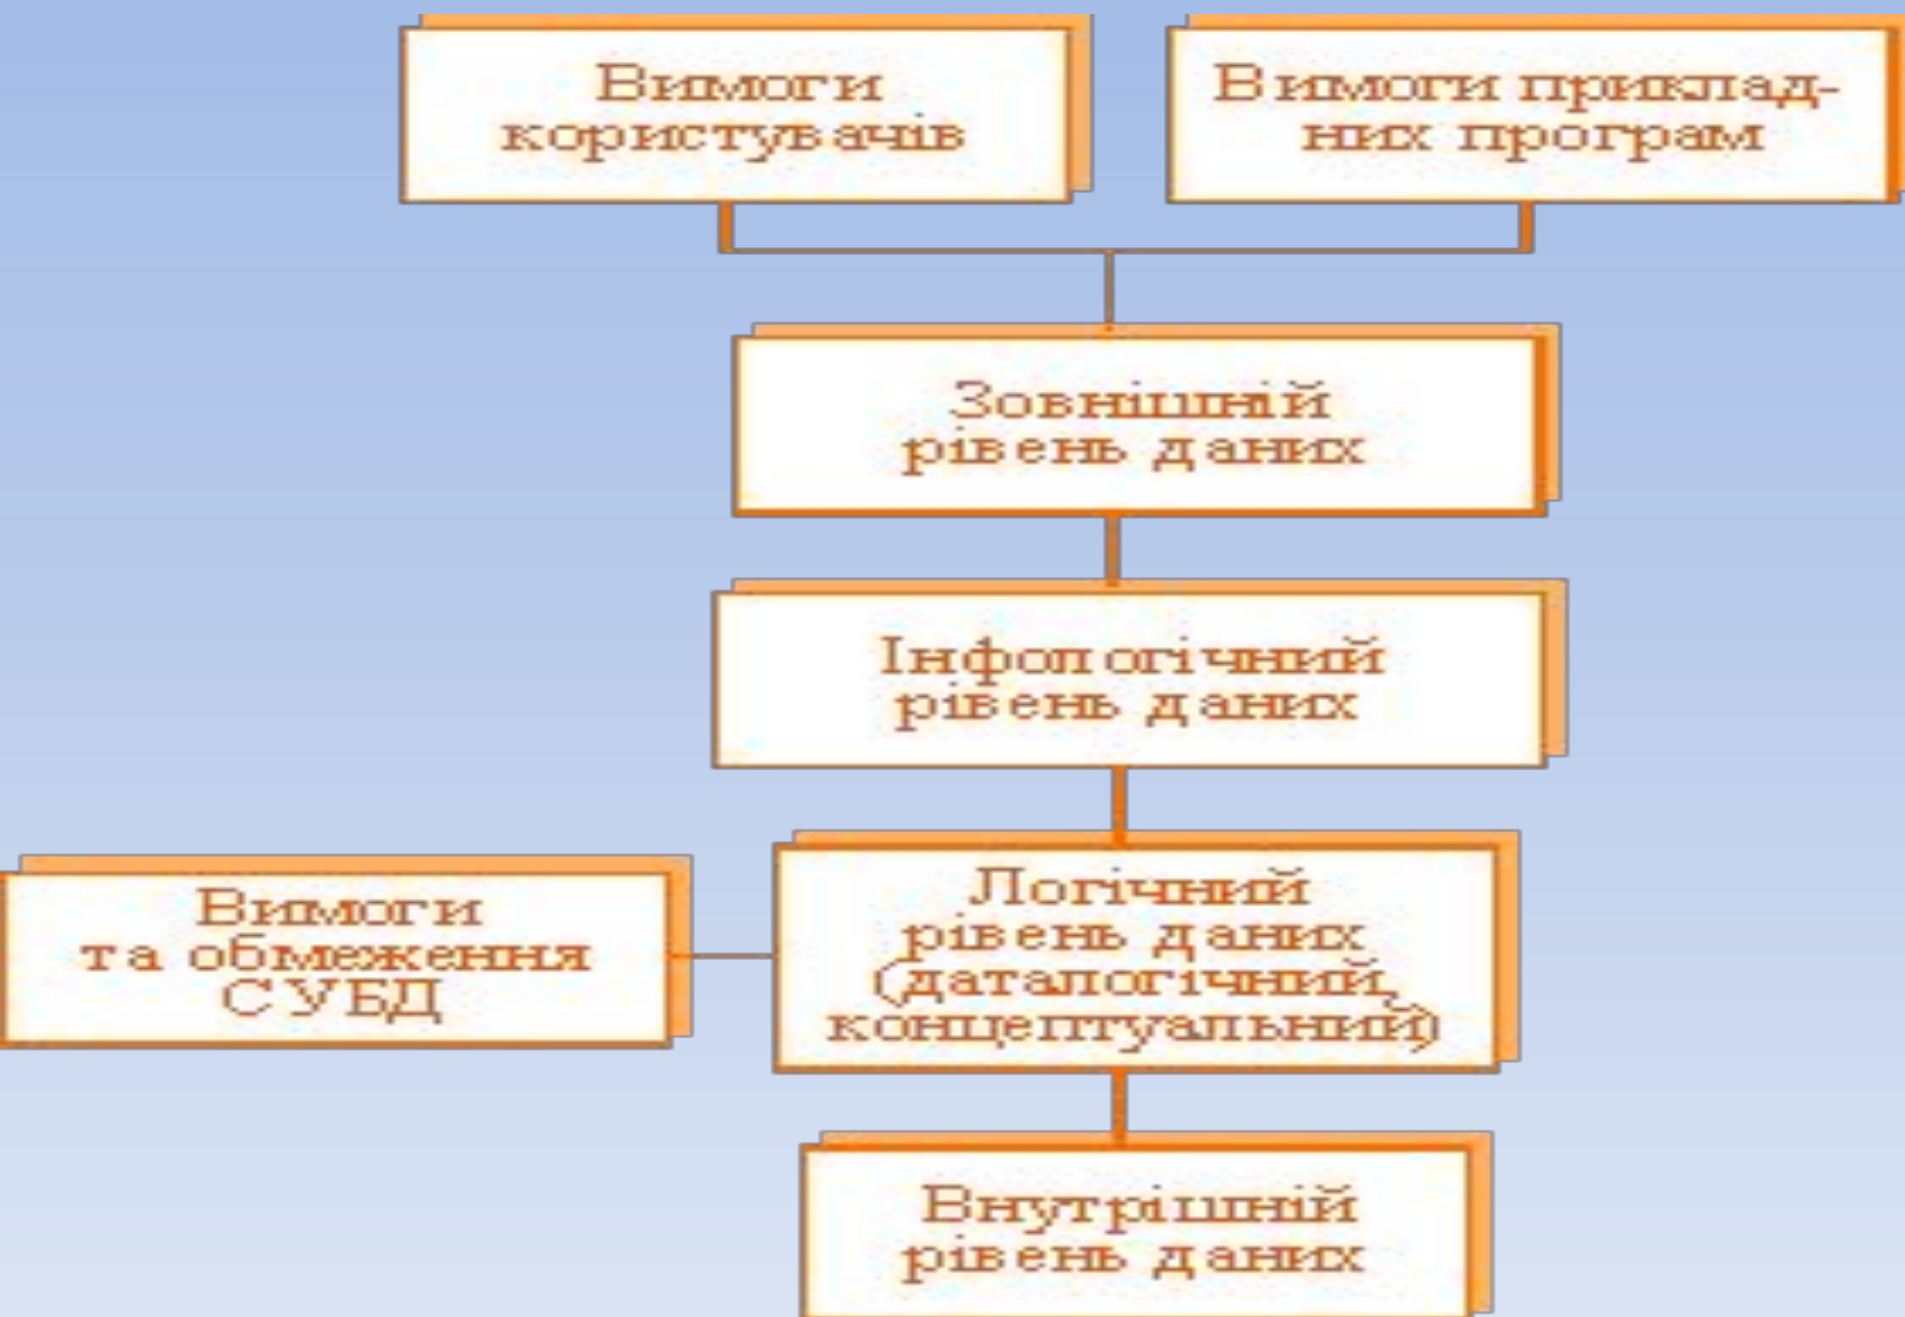 Вимоги
користувачів
Вимоги приклад-
них програм
Зовнішній
рівень даних
Інфологічний
рівень даних
Вимоги
та обмеження
СУБД
Логічний
рівень даних
(даталогічний,
концептуальний)
Внутрішній
рівень даних